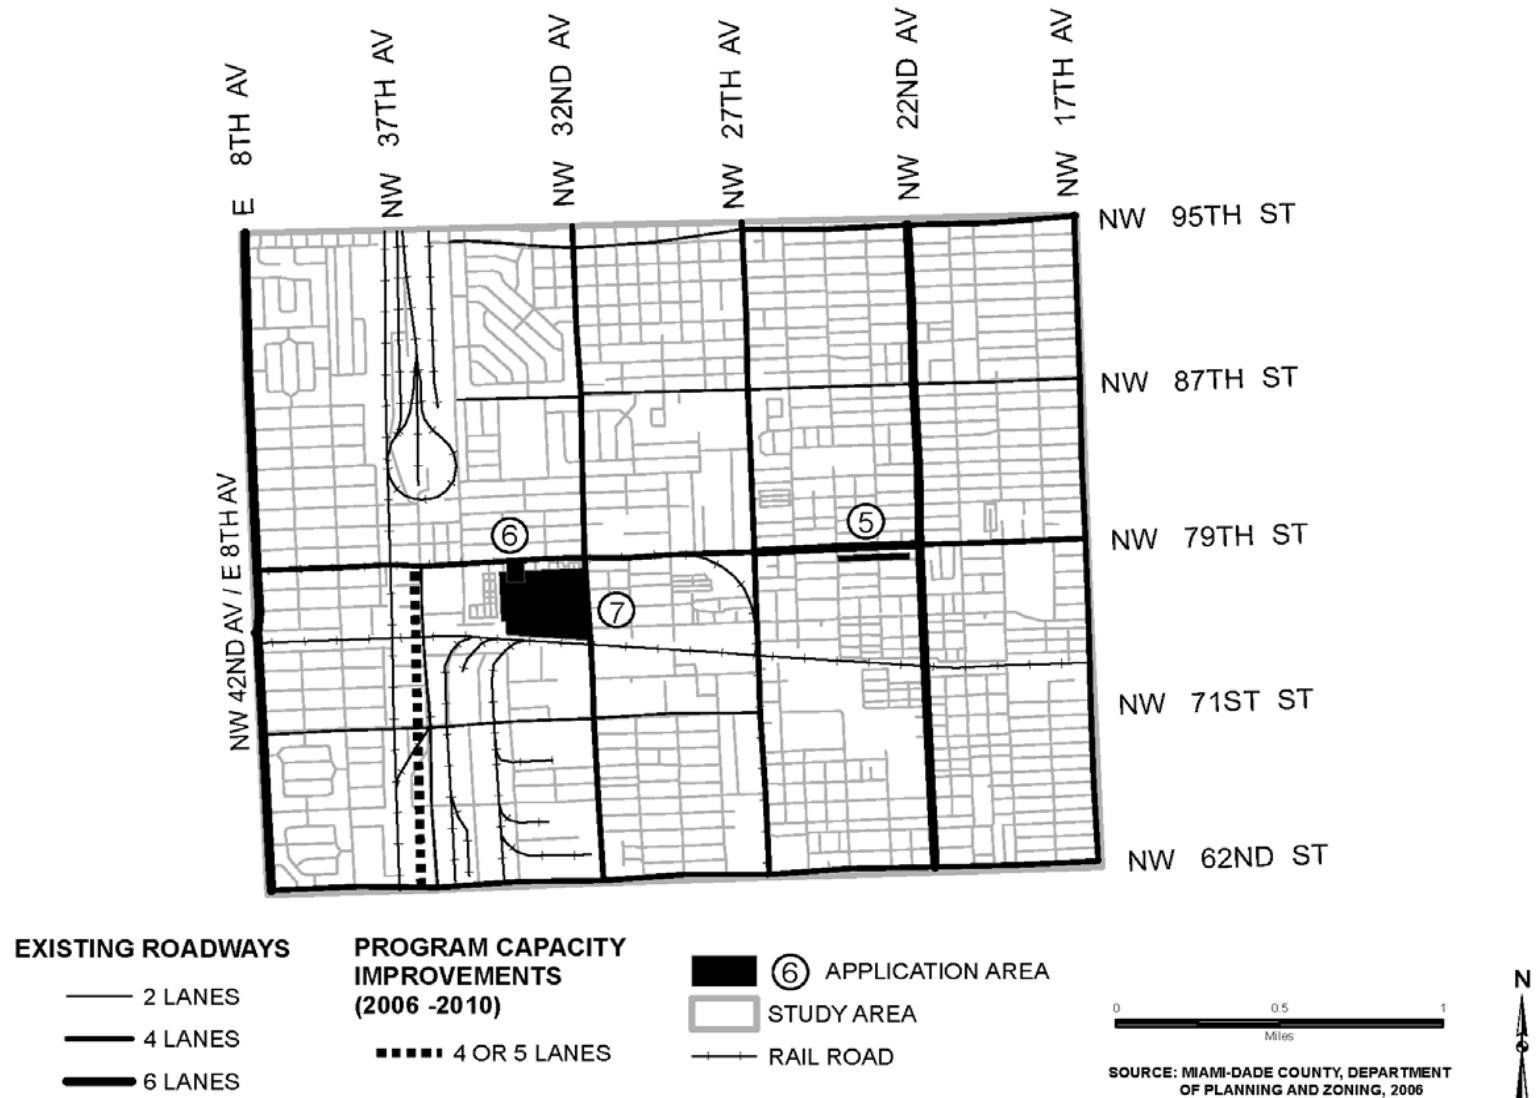 E 8TH AV
NW 37TH AV
NW 32ND AV
NW 27TH AV
NW 22ND AV
NW 17TH AV
NW 95TH ST
NW 87TH ST
NW 79TH ST
NW 71ST ST
NW 62ND ST
NW 42ND AV / E 8TH AV
5
6
7
EXISTING ROADWAYS
2 LANES
4 LANES
6 LANES
PROGRAM CAPACITY
IMPROVEMENTS
(2006 -2010)
4 OR 5 LANES
6 APPLICATION AREA
STUDY AREA
RAIL ROAD
0 0.5 1
Miles
SOURCE: MIAMI-DADE COUNTY, DEPARTMENT
OF PLANNING AND ZONING, 2006
N